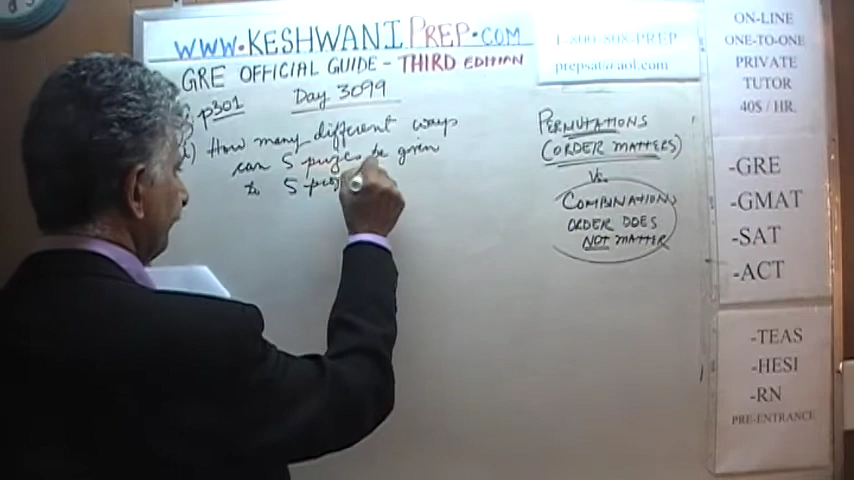 WWW.KESHWANIPREP.COM
GRE OFFICIAL GUIDE - THIRD EDITION
p301
Day 3099
How many different ways
can 5 prizes be given
to 5
1-800-808-PREP
prepsat@aol.com
PERMUTATIONS
(ORDER MATTERS)
Vs.
COMBINATIONS
ORDER DOES
NOT MATTER
ON-LINE
ONE-TO-ONE
PRIVATE
TUTOR
40$ / HR.
-GRE
-GMAT
-SAT
-ACT
-TEAS
-HESI
-RN
PRE-ENTRANCE